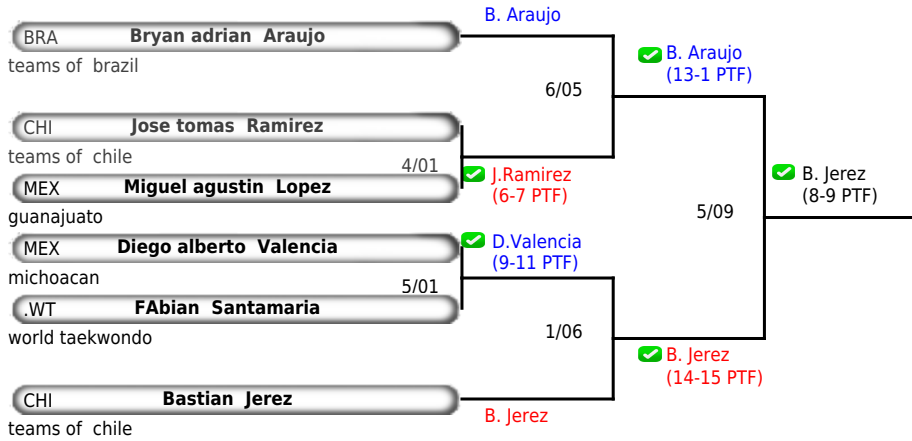 B. Araujo
BRA Bryan adrian Araujo
teams of brazil
B. Araujo
(13-1 PTF)
6/05
CHI Jose tomas Ramirez
teams of chile
4/01
MEX Miguel agustin Lopez
J.Ramirez
(6-7 PTF)
guanajuato
B. Jerez
(8-9 PTF)
5/09
MEX Diego alberto Valencia
D.Valencia
(9-11 PTF)
michoacan
5/01
.WT FAbian Santamaria
world taekwondo
1/06
B. Jerez
(14-15 PTF)
CHI Bastian Jerez
B. Jerez
teams of chile